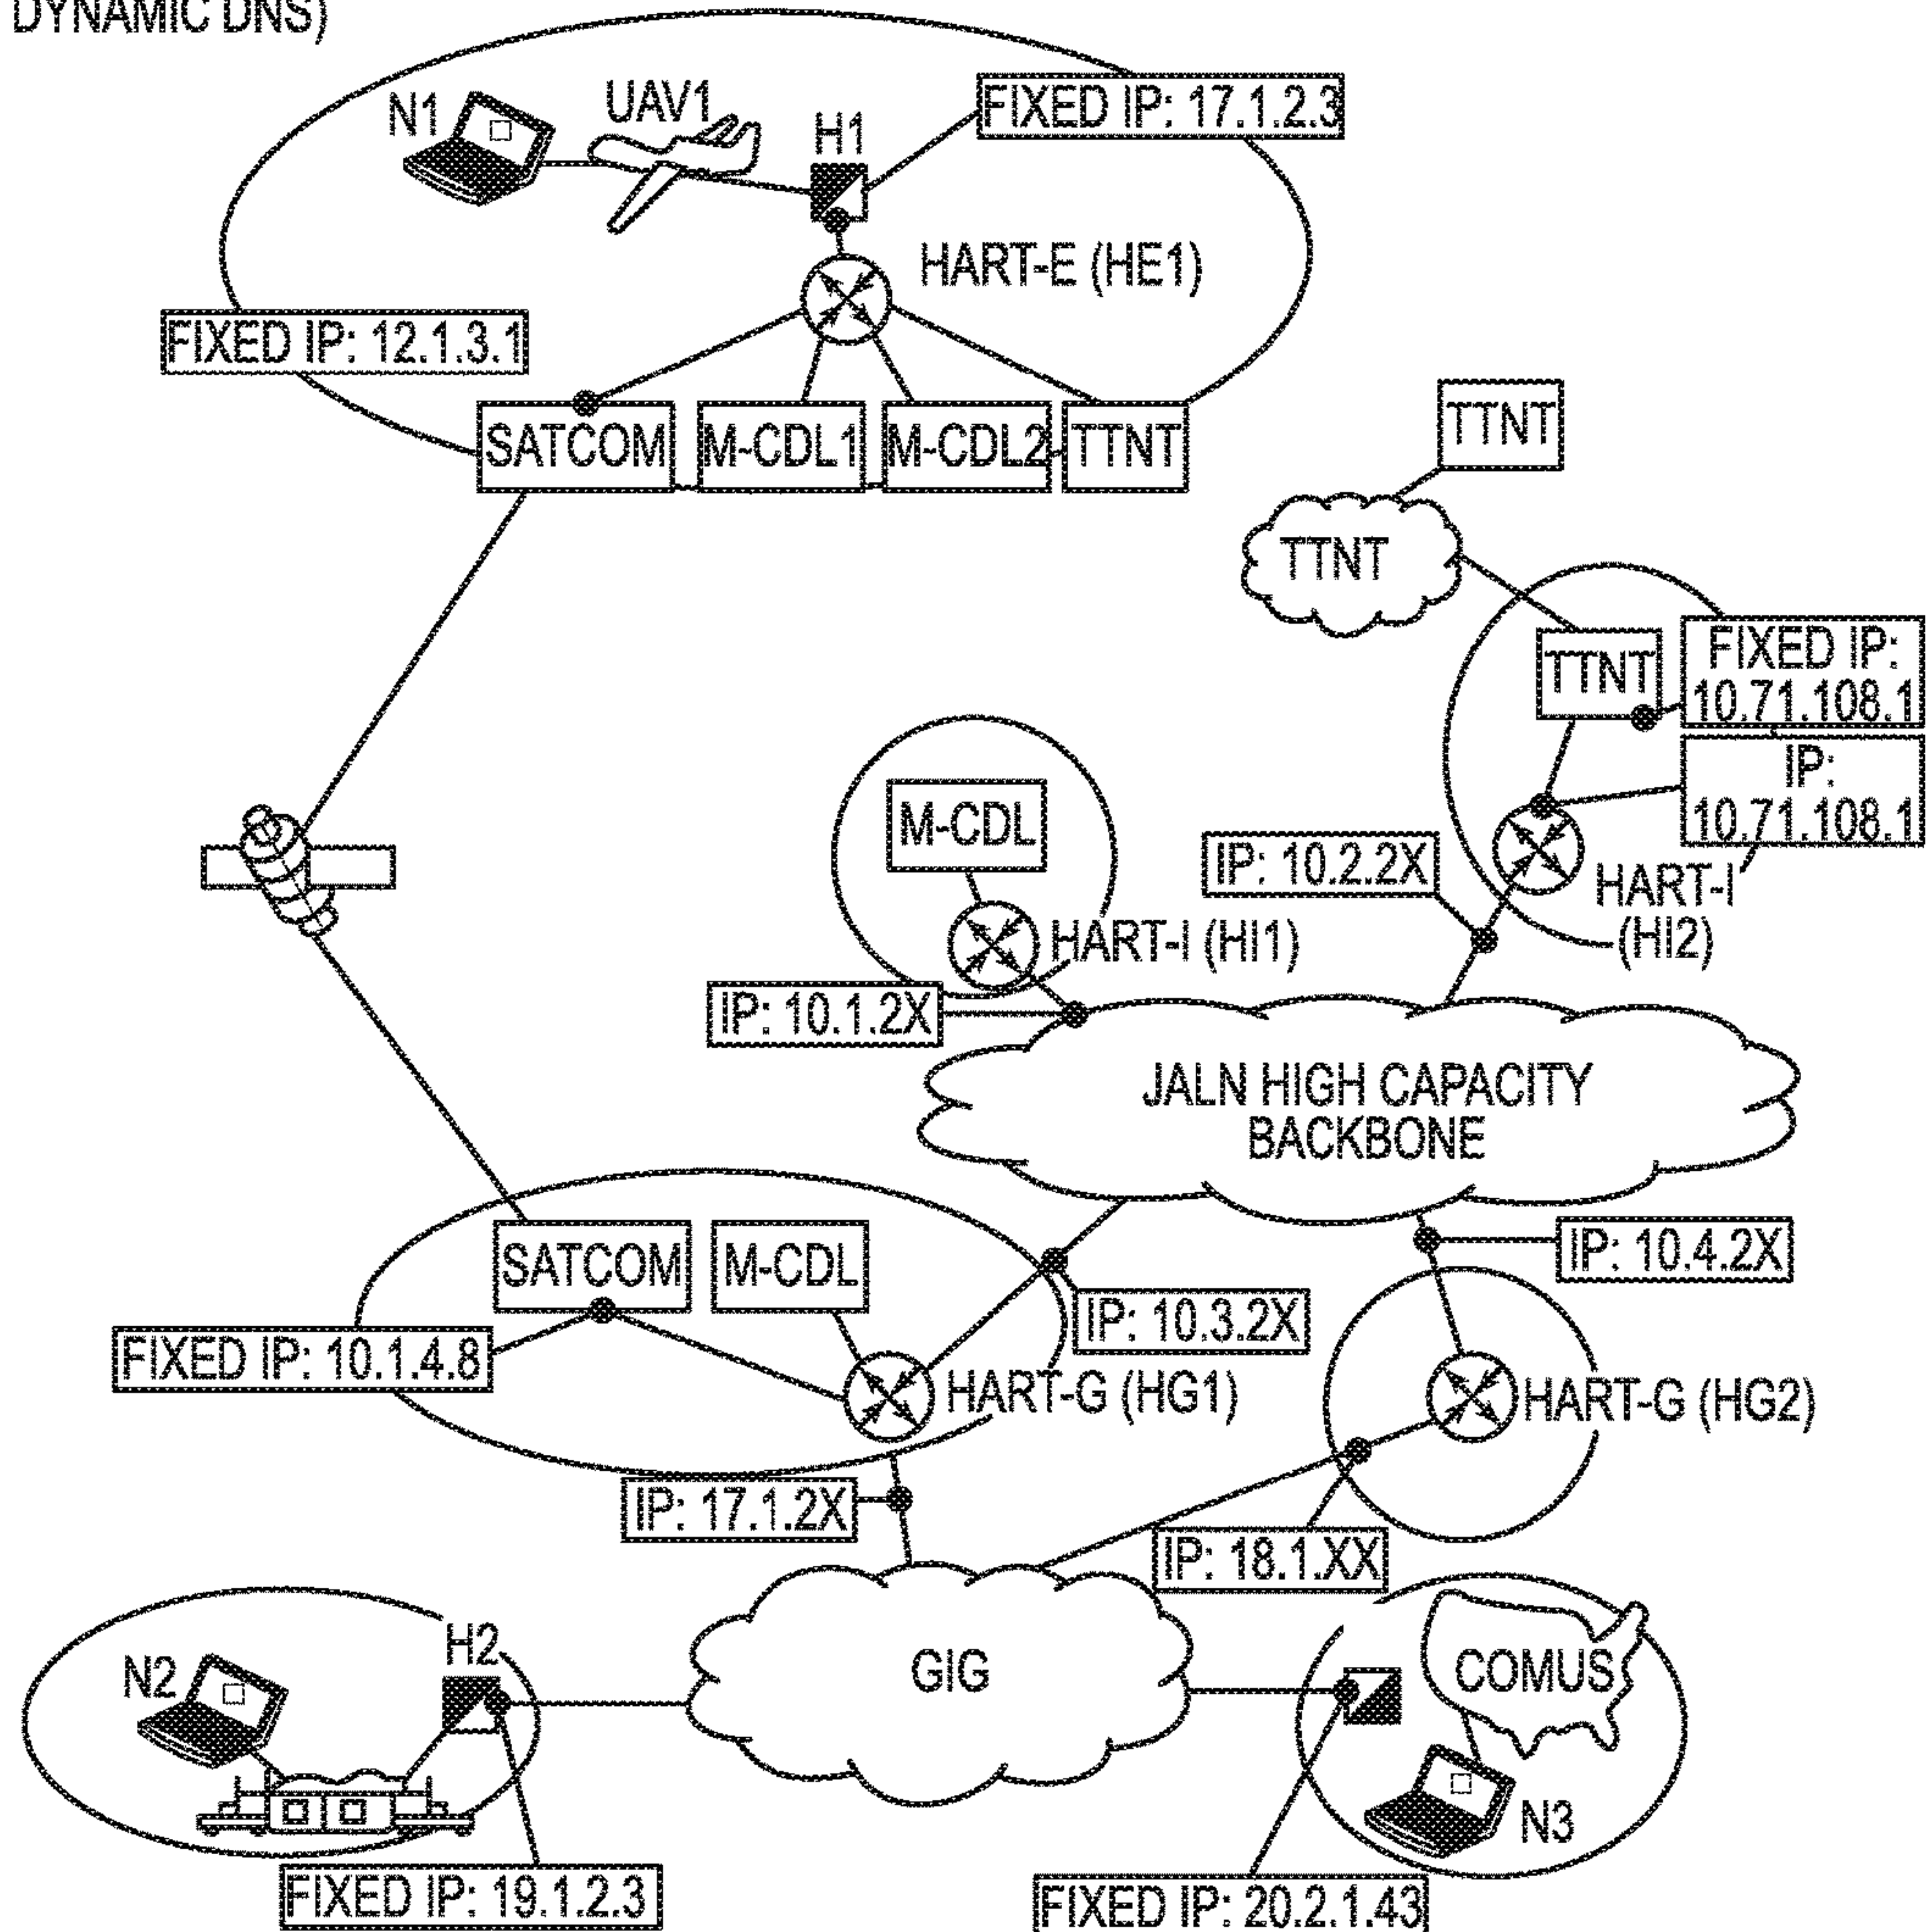 DYNAMIC DNS)
N1
UAV1
H1
FIXED IP: 17.1.2.3
HART-E (HE1)
FIXED IP: 12.1.3.1
SATCOM
M-CDL1
M-CDL2
TTNT
TTNT
TTNT
TTNT
FIXED IP:
10.71.108.1
IP:
10.71.108.1
M-CDL
IP: 10.2.2X
HART-I
(HI2)
HART-I (HI1)
IP: 10.1.2X
JALN HIGH CAPACITY
BACKBONE
SATCOM
M-CDL
IP: 10.4.2X
IP: 10.3.2X
FIXED IP: 10.1.4.8
HART-G (HG1)
HART-G (HG2)
IP: 17.1.2X
IP: 18.1.XX
N2
H2
GIG
COMUS
N3
FIXED IP: 19.1.2.3
FIXED IP: 20.2.1.43